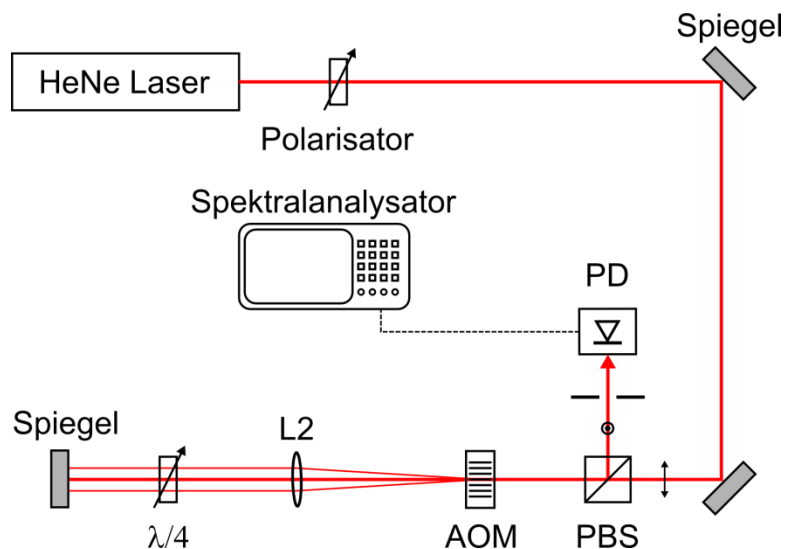 Spiegel
HeNe Laser
Polarisator
Spektralanalysator
PD
Spiegel
L2
λ/4
AOM
PBS